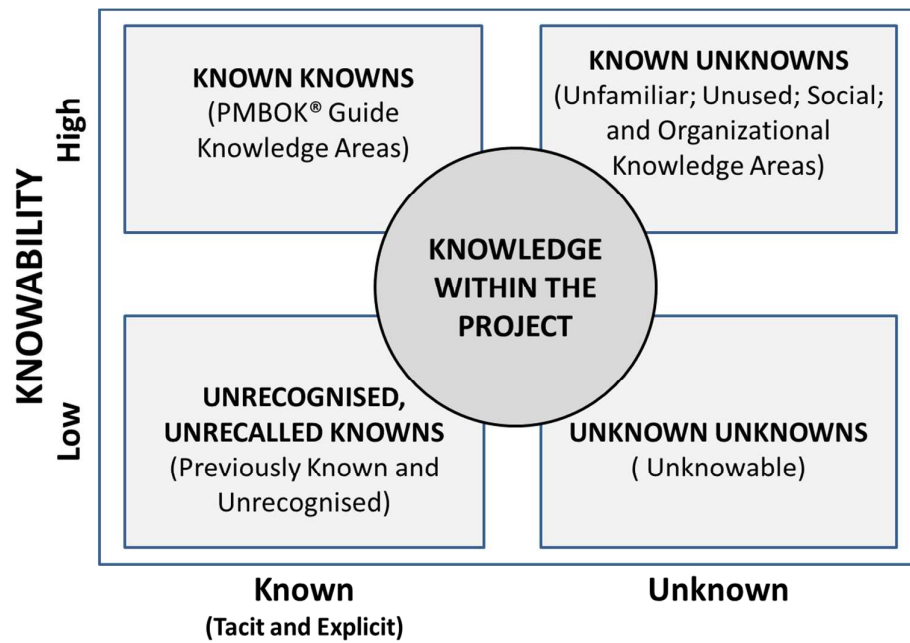 KNOWABILITY
High
Low
KNOWN KNOWNS
(PMBOK® Guide
Knowledge Areas)
KNOWN UNKNOWNS
(Unfamiliar; Unused; Social;
and Organizational
Knowledge Areas)
KNOWLEDGE
WITHIN THE
PROJECT
UNRECOGNISED,
UNRECALLED KNOWNS
(Previously Known and
Unrecognised)
UNKNOWN UNKNOWNS
( Unknowable)
Known
(Tacit and Explicit)
Unknown